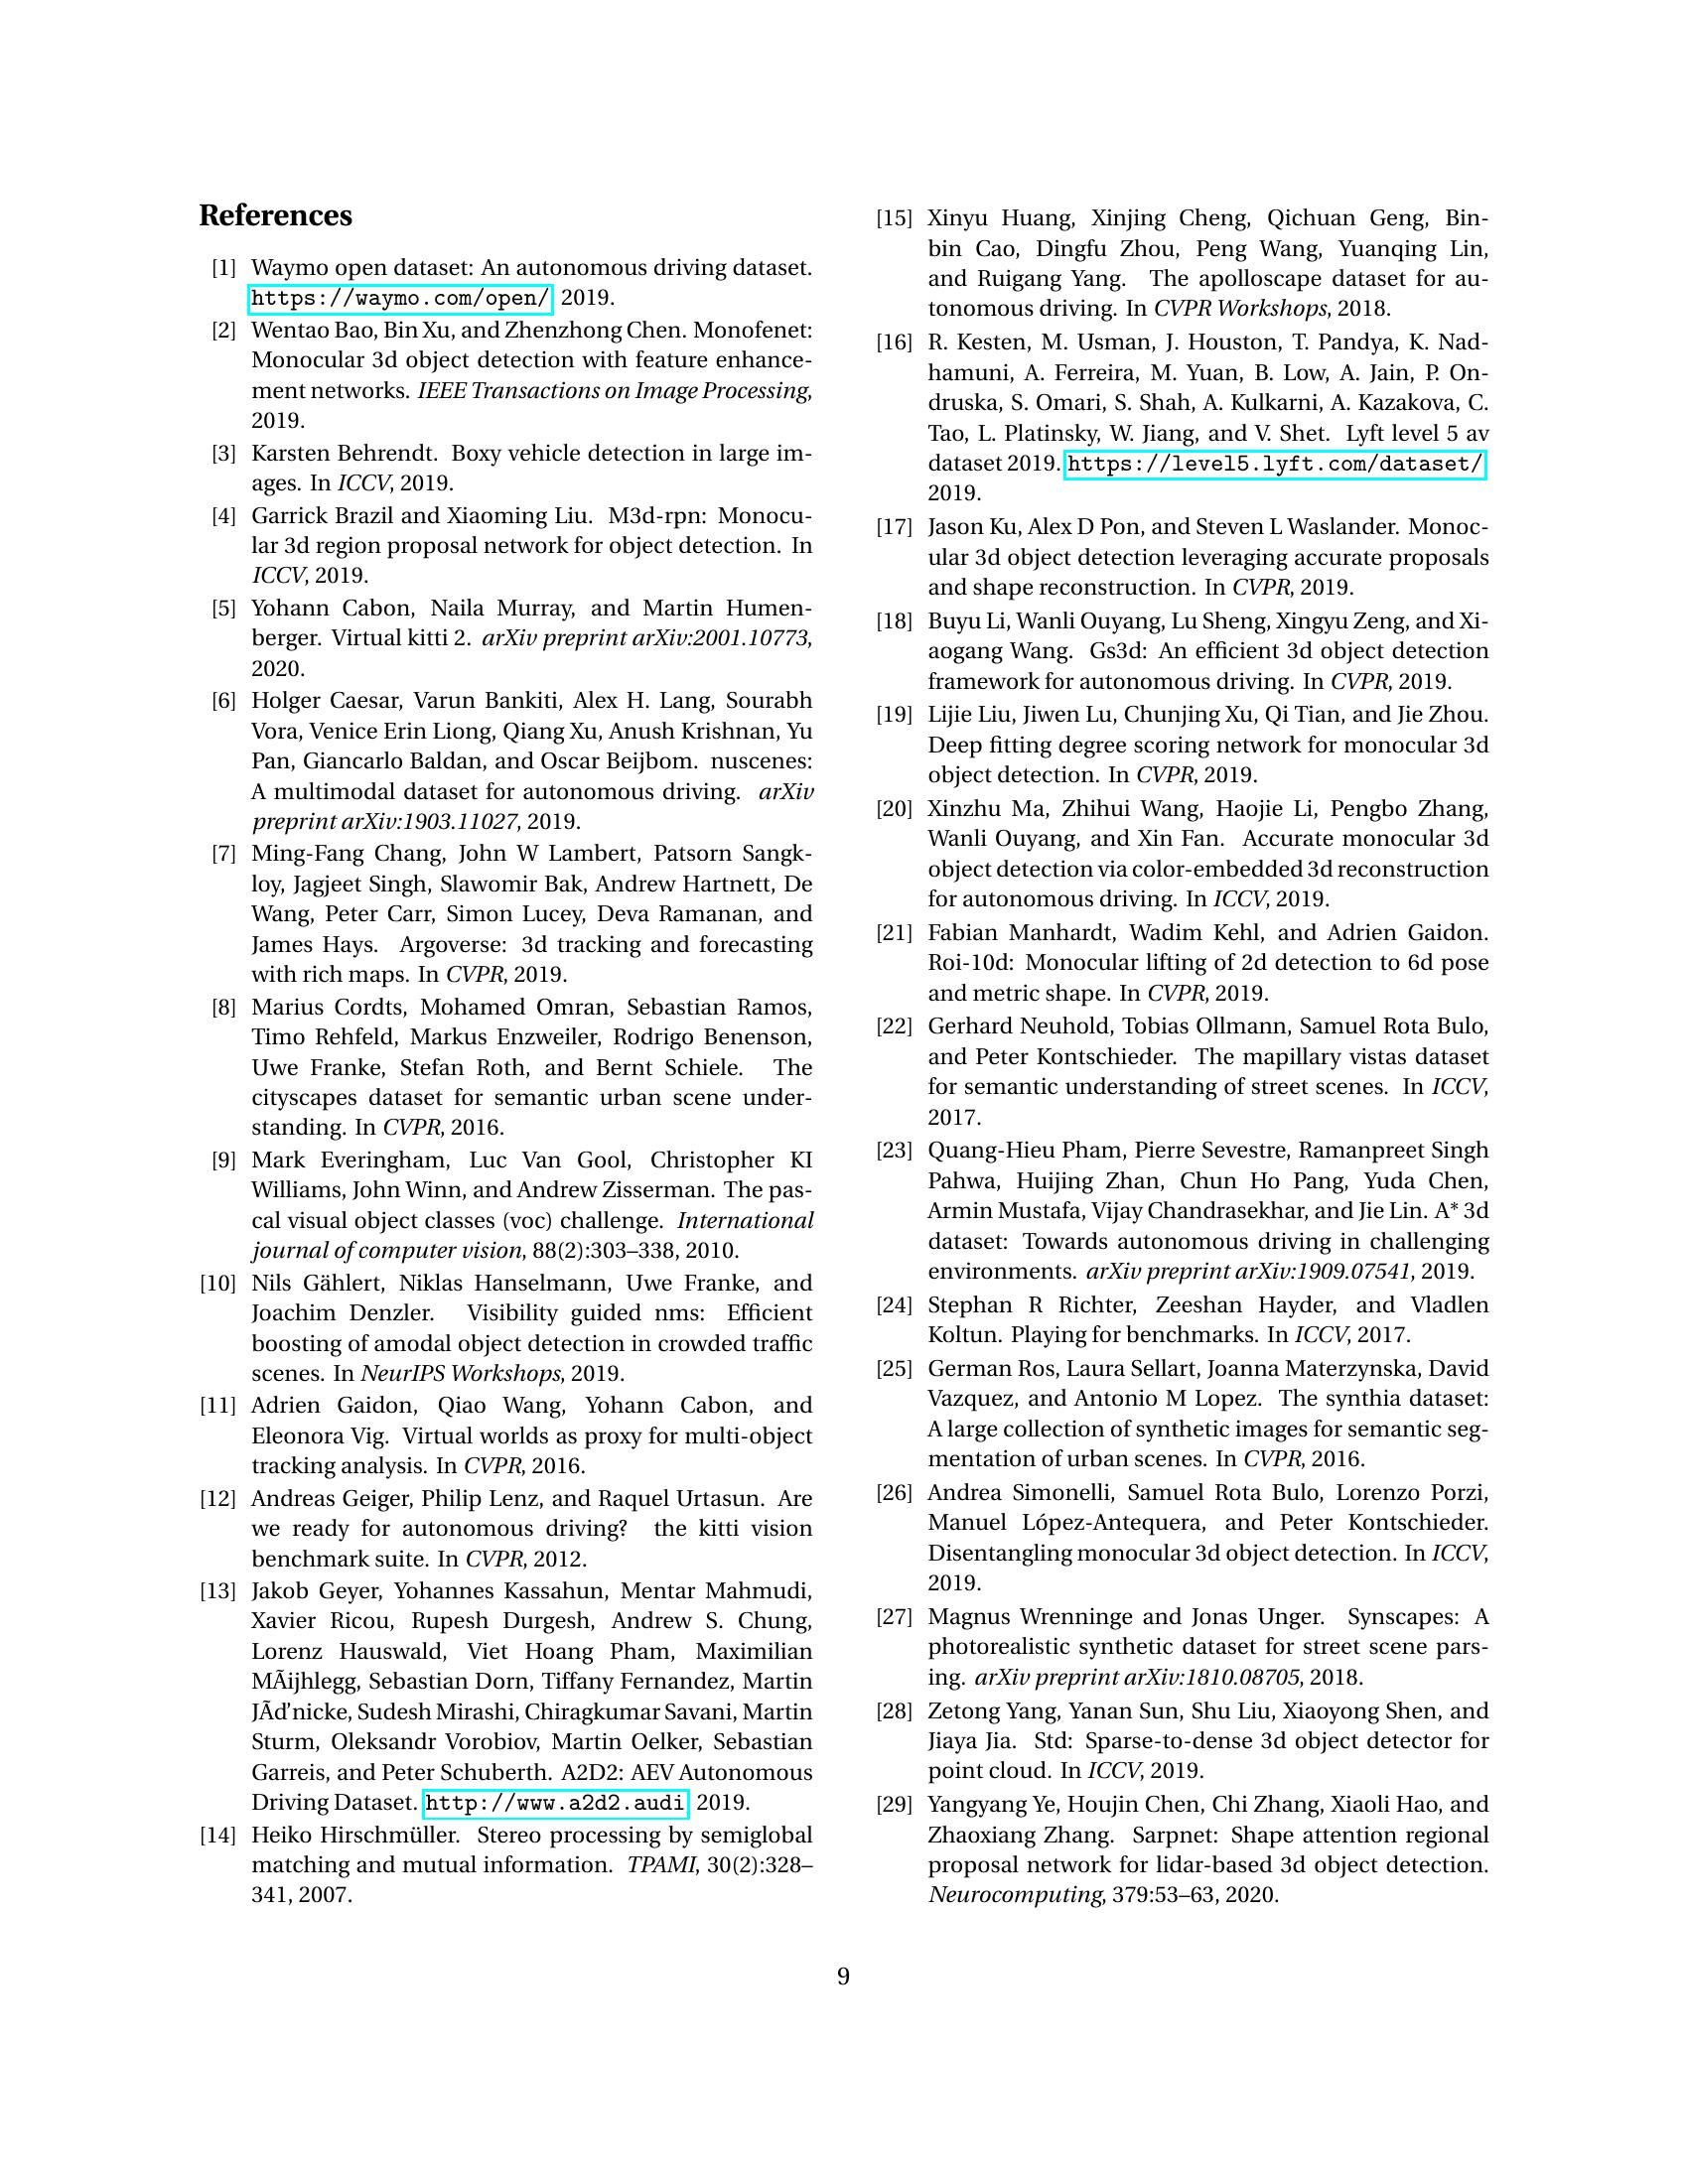 References
[1] Waymo open dataset: An autonomous driving dataset.
https://waymo.com/open/ 2019.
[2] Wentao Bao, Bin Xu, and Zhenzhong Chen. Monofenet:
Monocular 3d object detection with feature enhance-
ment networks. IEEE Transactions on Image Processing,
2019.
[3] Karsten Behrendt. Boxy vehicle detection in large im-
ages. In ICCV, 2019.
[4] Garrick Brazil and Xiaoming Liu. M3d-rpn: Monocu-
lar 3d region proposal network for object detection. In
ICCV, 2019.
[5] Yohann Cabon, Naila Murray, and Martin Humen-
berger. Virtual kitti 2. arXiv preprint arXiv:2001.10773,
2020.
[6] Holger Caesar, Varun Bankiti, Alex H. Lang, Sourabh
Vora, Venice Erin Liong, Qiang Xu, Anush Krishnan, Yu
Pan, Giancarlo Baldan, and Oscar Beijbom. nuscenes:
A multimodal dataset for autonomous driving. arXiv
preprint arXiv:1903.11027, 2019.
[7] Ming-Fang Chang, John W Lambert, Patsorn Sangk-
loy, Jagjeet Singh, Slawomir Bak, Andrew Hartnett, De
Wang, Peter Carr, Simon Lucey, Deva Ramanan, and
James Hays. Argoverse: 3d tracking and forecasting
with rich maps. In CVPR, 2019.
[8] Marius Cordts, Mohamed Omran, Sebastian Ramos,
Timo Rehfeld, Markus Enzweiler, Rodrigo Benenson,
Uwe Franke, Stefan Roth, and Bernt Schiele. The
cityscapes dataset for semantic urban scene under-
standing. In CVPR, 2016.
[9] Mark Everingham, Luc Van Gool, Christopher KI
Williams, John Winn, and Andrew Zisserman. The pas-
cal visual object classes (voc) challenge. International
journal of computer vision, 88(2):303–338, 2010.
[10] Nils Gählert, Niklas Hanselmann, Uwe Franke, and
Joachim Denzler. Visibility guided nms: Efficient
boosting of amodal object detection in crowded traffic
scenes. In NeurIPS Workshops, 2019.
[11] Adrien Gaidon, Qiao Wang, Yohann Cabon, and
Eleonora Vig. Virtual worlds as proxy for multi-object
tracking analysis. In CVPR, 2016.
[12] Andreas Geiger, Philip Lenz, and Raquel Urtasun. Are
we ready for autonomous driving? the kitti vision
benchmark suite. In CVPR, 2012.
[13] Jakob Geyer, Yohannes Kassahun, Mentar Mahmudi,
Xavier Ricou, Rupesh Durgesh, Andrew S. Chung,
Lorenz Hauswald, Viet Hoang Pham, Maximilian
MÃijhlegg, Sebastian Dorn, Tiffany Fernandez, Martin
JÃd’nicke, Sudesh Mirashi, Chiragkumar Savani, Martin
Sturm, Oleksandr Vorobiov, Martin Oelker, Sebastian
Garreis, and Peter Schuberth. A2D2: AEV Autonomous
Driving Dataset. http://www.a2d2.audi 2019.
[14] Heiko Hirschmüller. Stereo processing by semiglobal
matching and mutual information. TPAMI, 30(2):328–
341, 2007.
[15] Xinyu Huang, Xinjing Cheng, Qichuan Geng, Bin-
bin Cao, Dingfu Zhou, Peng Wang, Yuanqing Lin,
and Ruigang Yang. The apolloscape dataset for au-
tonomous driving. In CVPR Workshops, 2018.
[16] R. Kesten, M. Usman, J. Houston, T. Pandya, K. Nad-
hamuni, A. Ferreira, M. Yuan, B. Low, A. Jain, P. On-
druska, S. Omari, S. Shah, A. Kulkarni, A. Kazakova, C.
Tao, L. Platinsky, W. Jiang, and V. Shet. Lyft level 5 av
dataset 2019. https://level5.lyft.com/dataset/
2019.
[17] Jason Ku, Alex D Pon, and Steven L Waslander. Monoc-
ular 3d object detection leveraging accurate proposals
and shape reconstruction. In CVPR, 2019.
[18] Buyu Li, Wanli Ouyang, Lu Sheng, Xingyu Zeng, and Xi-
aogang Wang. Gs3d: An efficient 3d object detection
framework for autonomous driving. In CVPR, 2019.
[19] Lijie Liu, Jiwen Lu, Chunjing Xu, Qi Tian, and Jie Zhou.
Deep fitting degree scoring network for monocular 3d
object detection. In CVPR, 2019.
[20] Xinzhu Ma, Zhihui Wang, Haojie Li, Pengbo Zhang,
Wanli Ouyang, and Xin Fan. Accurate monocular 3d
object detection via color-embedded 3d reconstruction
for autonomous driving. In ICCV, 2019.
[21] Fabian Manhardt, Wadim Kehl, and Adrien Gaidon.
Roi-10d: Monocular lifting of 2d detection to 6d pose
and metric shape. In CVPR, 2019.
[22] Gerhard Neuhold, Tobias Ollmann, Samuel Rota Bulo,
and Peter Kontschieder. The mapillary vistas dataset
for semantic understanding of street scenes. In ICCV,
2017.
[23] Quang-Hieu Pham, Pierre Sevestre, Ramanpreet Singh
Pahwa, Huijing Zhan, Chun Ho Pang, Yuda Chen,
Armin Mustafa, Vijay Chandrasekhar, and Jie Lin. A* 3d
dataset: Towards autonomous driving in challenging
environments. arXiv preprint arXiv:1909.07541, 2019.
[24] Stephan R Richter, Zeeshan Hayder, and Vladlen
Koltun. Playing for benchmarks. In ICCV, 2017.
[25] German Ros, Laura Sellart, Joanna Materzynska, David
Vazquez, and Antonio M Lopez. The synthia dataset:
A large collection of synthetic images for semantic seg-
mentation of urban scenes. In CVPR, 2016.
[26] Andrea Simonelli, Samuel Rota Bulo, Lorenzo Porzi,
Manuel López-Antequera, and Peter Kontschieder.
Disentangling monocular 3d object detection. In ICCV,
2019.
[27] Magnus Wrenninge and Jonas Unger. Synscapes: A
photorealistic synthetic dataset for street scene pars-
ing. arXiv preprint arXiv:1810.08705, 2018.
[28] Zetong Yang, Yanan Sun, Shu Liu, Xiaoyong Shen, and
Jiaya Jia. Std: Sparse-to-dense 3d object detector for
point cloud. In ICCV, 2019.
[29] Yangyang Ye, Houjin Chen, Chi Zhang, Xiaoli Hao, and
Zhaoxiang Zhang. Sarpnet: Shape attention regional
proposal network for lidar-based 3d object detection.
Neurocomputing, 379:53–63, 2020.
9